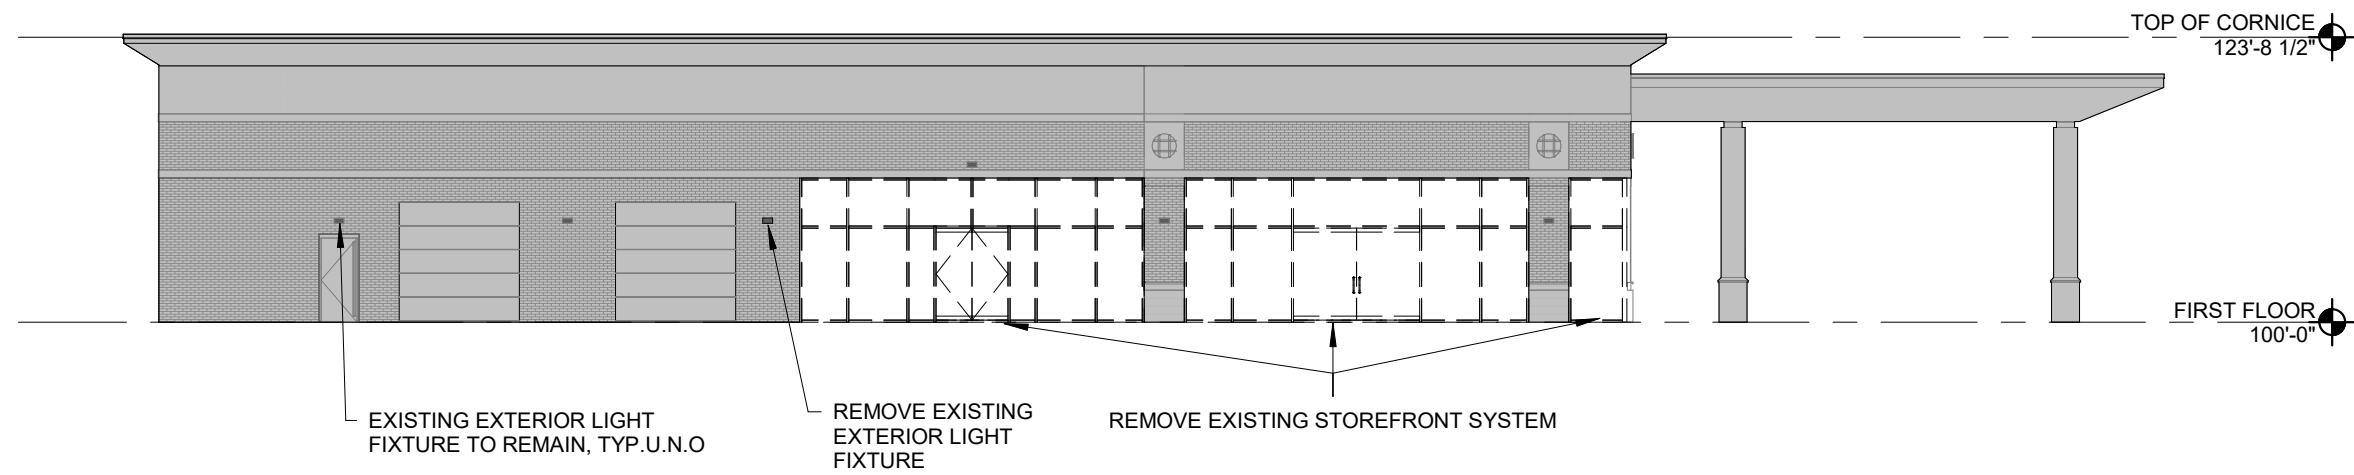 TOP OF CORNICE
123'-8 1/2"
FIRST FLOOR
100'-0"
EXISTING EXTERIOR LIGHT
FIXTURE TO REMAIN, TYP.U.N.O
REMOVE EXISTING
EXTERIOR LIGHT
FIXTURE
REMOVE EXISTING STOREFRONT SYSTEM